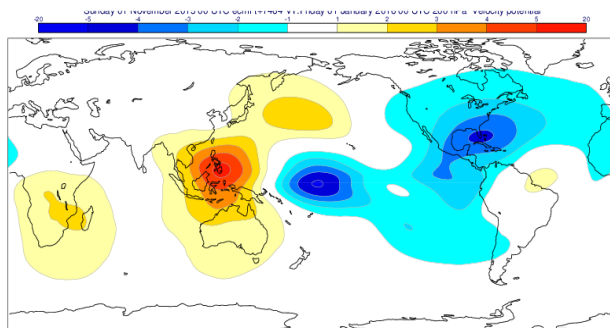 Sunday 01 November 2015 00 UTC ecmf t+1464 VT:Friday 01 January 2016 00 UTC 200 hPa Velocity potential
-20 -5 -4 -3 -2 -1 1 2 3 4 5 20